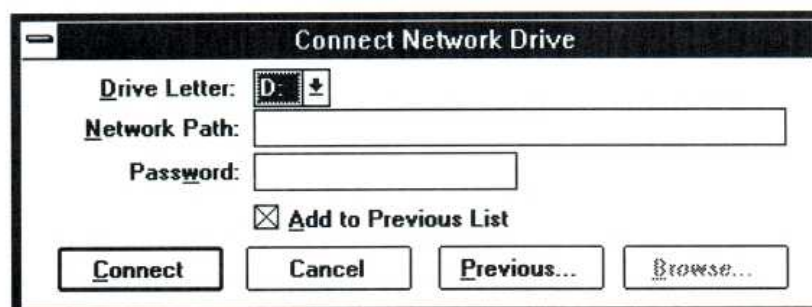 Connect Network Drive
Drive Letter: D:
Network Path:
Password:
Add to Previous List
Connect Cancel Previous... Browse...